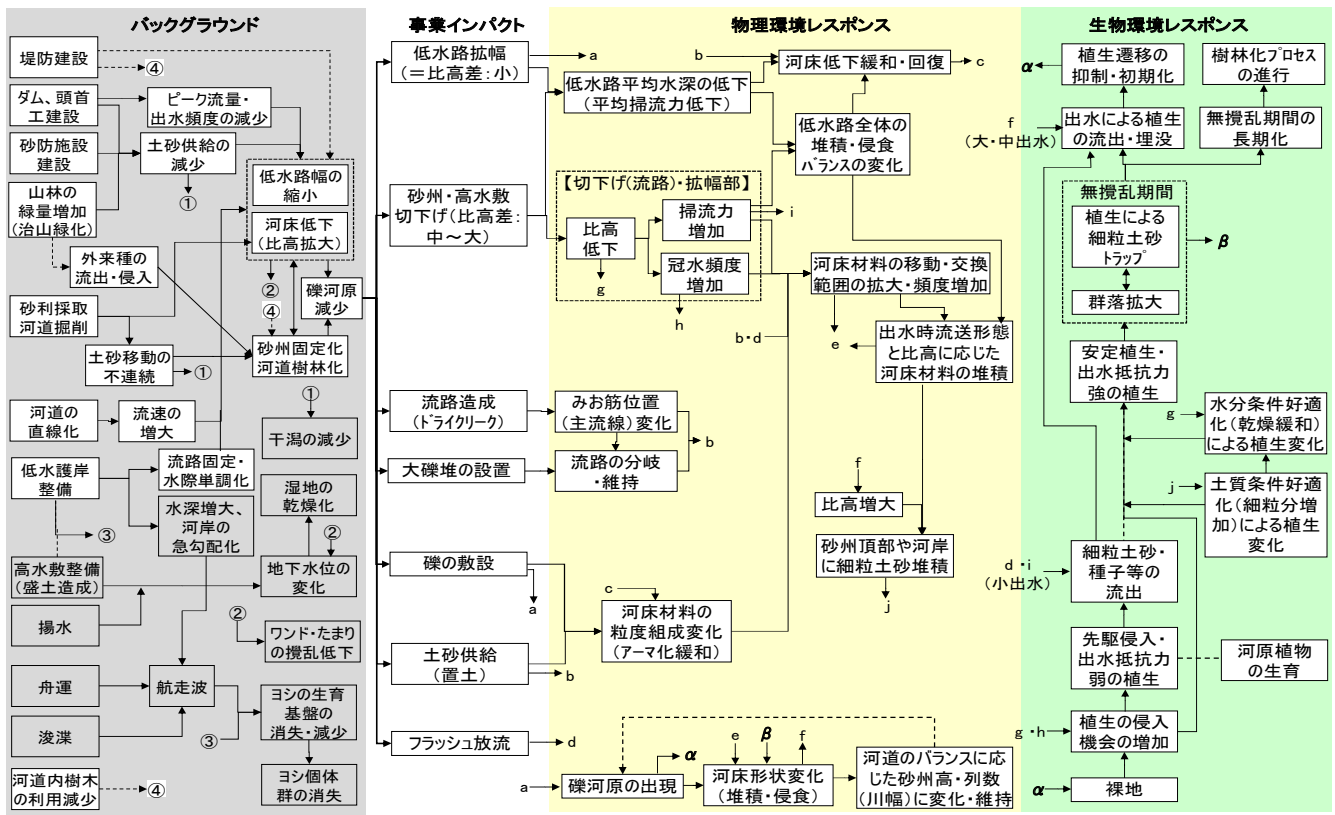 バックグラウンド
堤防建設
④
ダム、頭首
工建設
ピーク流量・
出水頻度の減少
砂防施設
建設
土砂供給の
減少
①
山林の
緑量増加
(治山緑化)
低水路幅の
縮小
河床低下
(比高拡大)
外来種の
流出・侵入
②
④
礫河原
減少
砂利採取
河道掘削
土砂移動の
不連続
①
砂州固定化
河道樹林化
河道の
直線化
流速の
増大
①
干潟の減少
低水護岸
整備
流路固定・
水際単調化
③
水深増大、
河岸の
急勾配化
湿地の
乾燥化
②
高水敷整備
(盛土造成)
地下水位の
変化
揚水
②
ワンド・たまり
の攪乱低下
舟運
航走波
浚渫
③
ヨシの生育
基盤の
消失・減少
ヨシ個体
群の消失
河道内樹木
の利用減少
④
事業インパクト
低水路拡幅
(=比高差:小)
a
砂州・高水敷
切下げ(比高差:
中~大)
流路造成
(ドライクリーク)
大礫堆の設置
礫の敷設
a
土砂供給
(置土)
b
フラッシュ放流
d
物理環境レスポンス
b
河床低下緩和・回復
c
低水路平均水深の低下
(平均掃流力低下)
低水路全体の
堆積・侵食
バランスの変化
【切下げ(流路)・拡幅部】
比高
低下
g
掃流力
増加
i
冠水頻度
増加
h
河床材料の移動・交換
範囲の拡大・頻度増加
b・d
e
出水時流送形態
と比高に応じた
河床材料の堆積
みお筋位置
(主流線)変化
流路の分岐
・維持
b
f
比高増大
砂州頂部や河岸
に細粒土砂堆積
j
c
河床材料の
粒度組成変化
(アーマ化緩和)
a
礫河原の出現
α
e
β
f
河床形状変化
(堆積・侵食)
河道のバランスに応
じた砂州高・列数
(川幅)に変化・維持
生物環境レスポンス
α
植生遷移の
抑制・初期化
樹林化プロセス
の進行
f
(大・中出水)
出水による植生
の流出・埋没
無攪乱期間の
長期化
無攪乱期間
植生による
細粒土砂
トラップ
β
群落拡大
安定植生・
出水抵抗力
強の植生
g
水分条件好適
化(乾燥緩和)
による植生変化
j
土質条件好適
化(細粒分増
加)による植生
変化
d・i
(小出水)
細粒土砂・
種子等の
流出
先駆侵入・
出水抵抗力
弱の植生
河原植物
の生育
g・h
植生の侵入
機会の増加
α
裸地